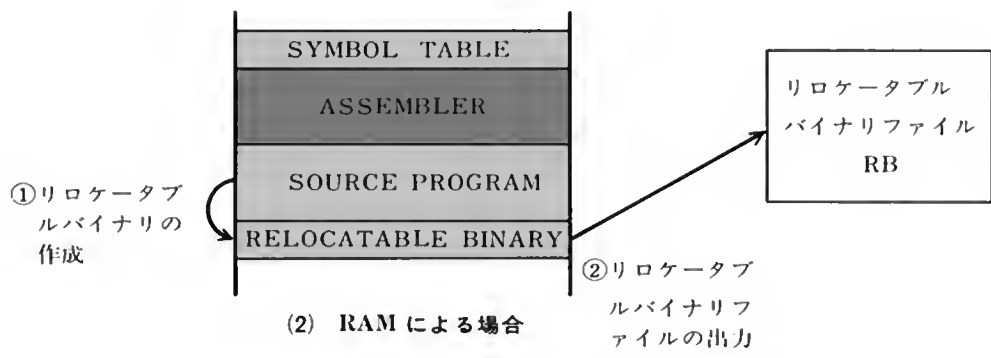 SYMBOL TABLE
ASSEMBLER
SOURCE PROGRAM
RELOCATABLE BINARY
①リロケータブ
ルバイナリの
作成
リロケータブル
バイナリファイル
RB
②リロケータブ
ルバイナリフ
ァイルの出力
(2) RAM による場合